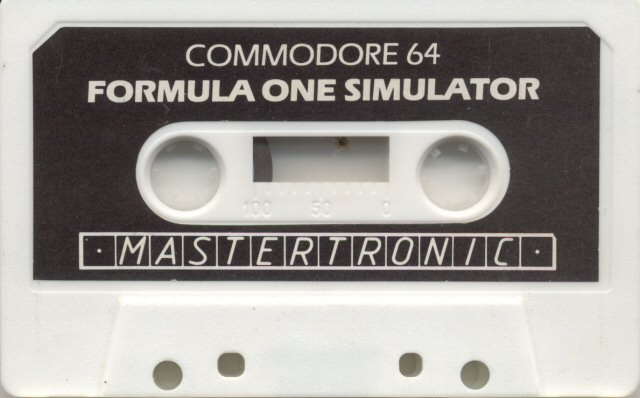 COMMODORE 64
FORMULA ONE SIMULATOR
100 50 0
· MASTERTRONIC ·